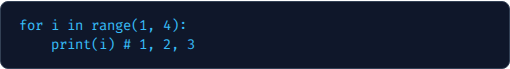 for i in range(1, 4):
    print(i) # 1, 2, 3